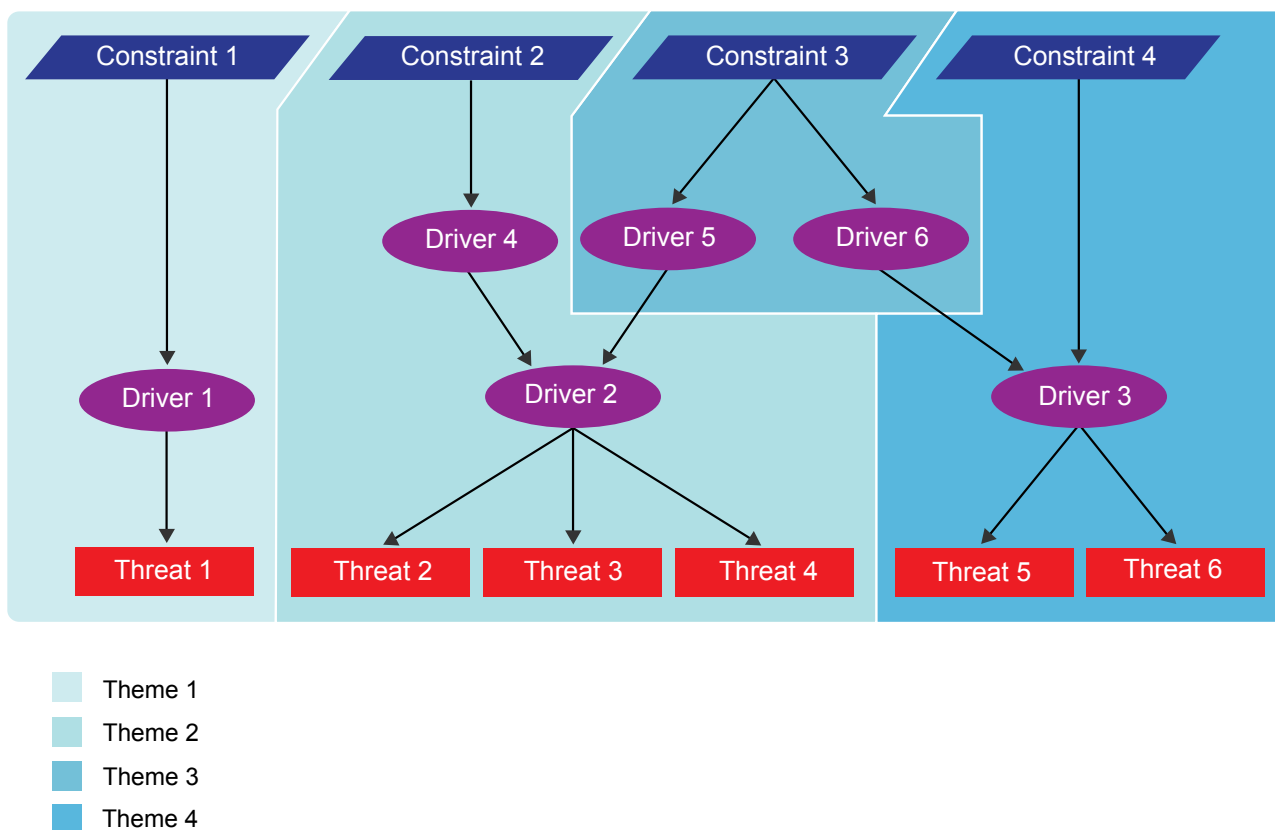 Constraint 1
Constraint 2
Constraint 3
Constraint 4
Driver 4
Driver 5
Driver 6
Driver 1
Driver 2
Driver 3
Threat 1
Threat 2
Threat 3
Threat 4
Threat 5
Threat 6
Theme 1
Theme 2
Theme 3
Theme 4